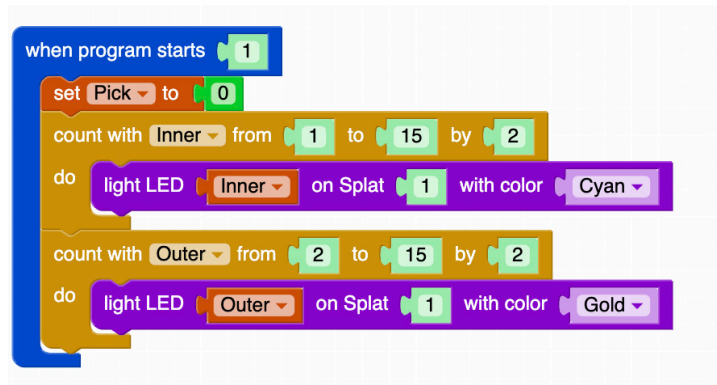 when program starts 1
set Pick to 0
count with Inner from 1 to 15 by 2
do light LED Inner on Splat 1 with color Cyan
count with Outer from 2 to 15 by 2
do light LED Outer on Splat 1 with color Gold